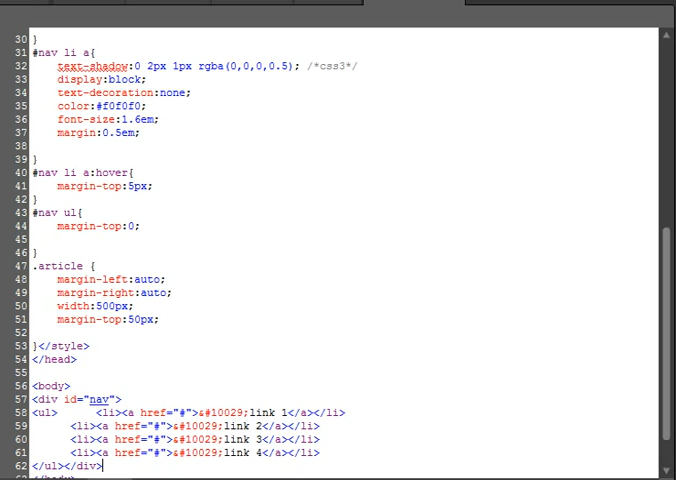 30 }
31 #nav li a{
32 text-shadow:0 2px 1px rgba(0,0,0,0.5); /*css3*/
33 display:block;
34 text-decoration:none;
35 color:#f0f0f0;
36 font-size:1.6em;
37 margin:0.5em;
38
39 }
40 #nav li a:hover{
41 margin-top:5px;
42 }
43 #nav ul{
44 margin-top:0;
45
46 }
47 .article {
48 margin-left:auto;
49 margin-right:auto;
50 width:500px;
51 margin-top:50px;
52
53 }</style>
54 </head>
55
56 <body>
57 <div id="nav">
58 <ul> <li><a href="#">&#10029;link 1</a></li>
59 <li><a href="#">&#10029;link 2</a></li>
60 <li><a href="#">&#10029;link 3</a></li>
61 <li><a href="#">&#10029;link 4</a></li>
62 </ul></div>